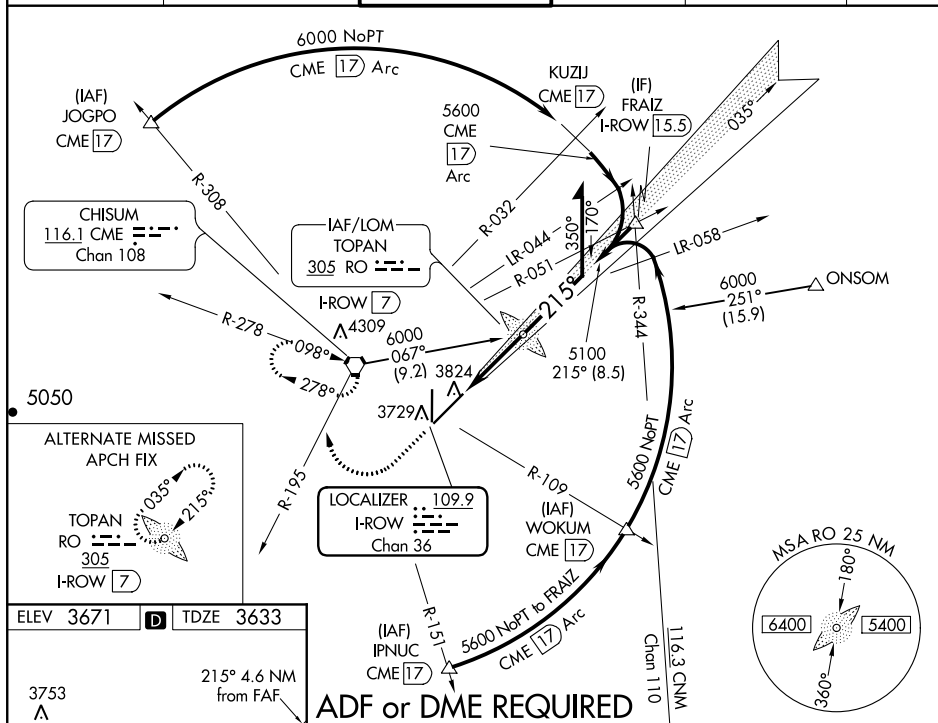 6000 NoPT
CME 17 Arc
(IAF)
JOGPO
CME 17
KUZIJ
CME 17
(IF)
FRAIZ
I-ROW 15.5
035°
5600
CME
17
Arc
R-308
R-032
CHISUM
116.1 CME
Chan 108
IAF/LOM
TOPAN
305 RO
I-ROW 7
LR-044
R-051
350°
170°
LR-058
215°
6000
251°
(15.9)
ONSOM
R-278
098°
278°
4309
6000
067°
(9.2)
3824
3729
5100
215° (8.5)
R-344
5050
R-195
ALTERNATE MISSED
APCH FIX
035°
215°
TOPAN
RO
305
I-ROW 7
LOCALIZER 109.9
I-ROW
Chan 36
R-109
(IAF)
WOKUM
CME 17
5600 NoPT
CME 17 Arc
R-151
(IAF)
IPNUC
CME 17
5600 NoPT to FRAIZ
CME 17 Arc
116.3 CNM
Chan 110
MSA RO 25 NM
180°
6400
5400
360°
ELEV 3671 D TDZE 3633
215° 4.6 NM
from FAF
3753
ADF or DME REQUIRED